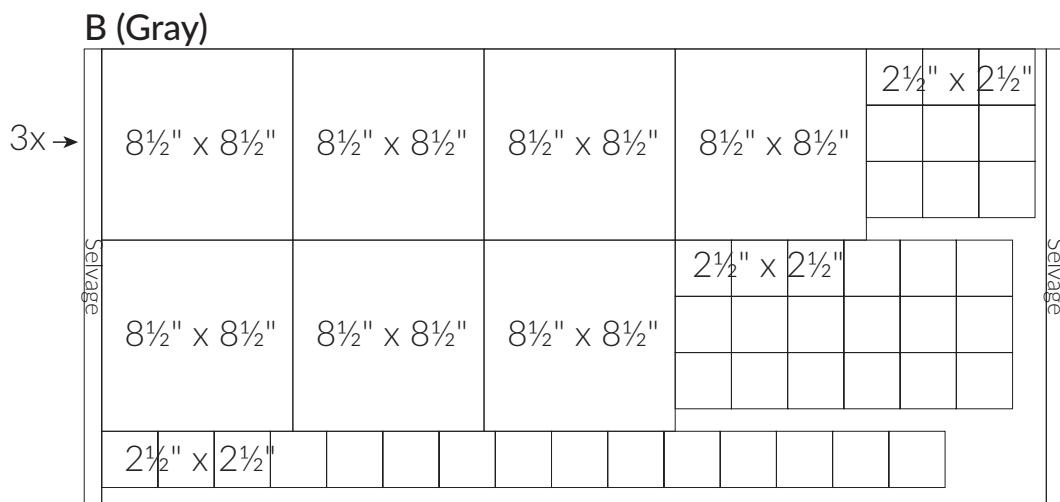 B (Gray)
2½" x 2½"
3x
8½" x 8½" 8½" x 8½" 8½" x 8½" 8½" x 8½"
Selvage
Selvage
2½" x 2½"
8½" x 8½" 8½" x 8½" 8½" x 8½"
2½" x 2½"